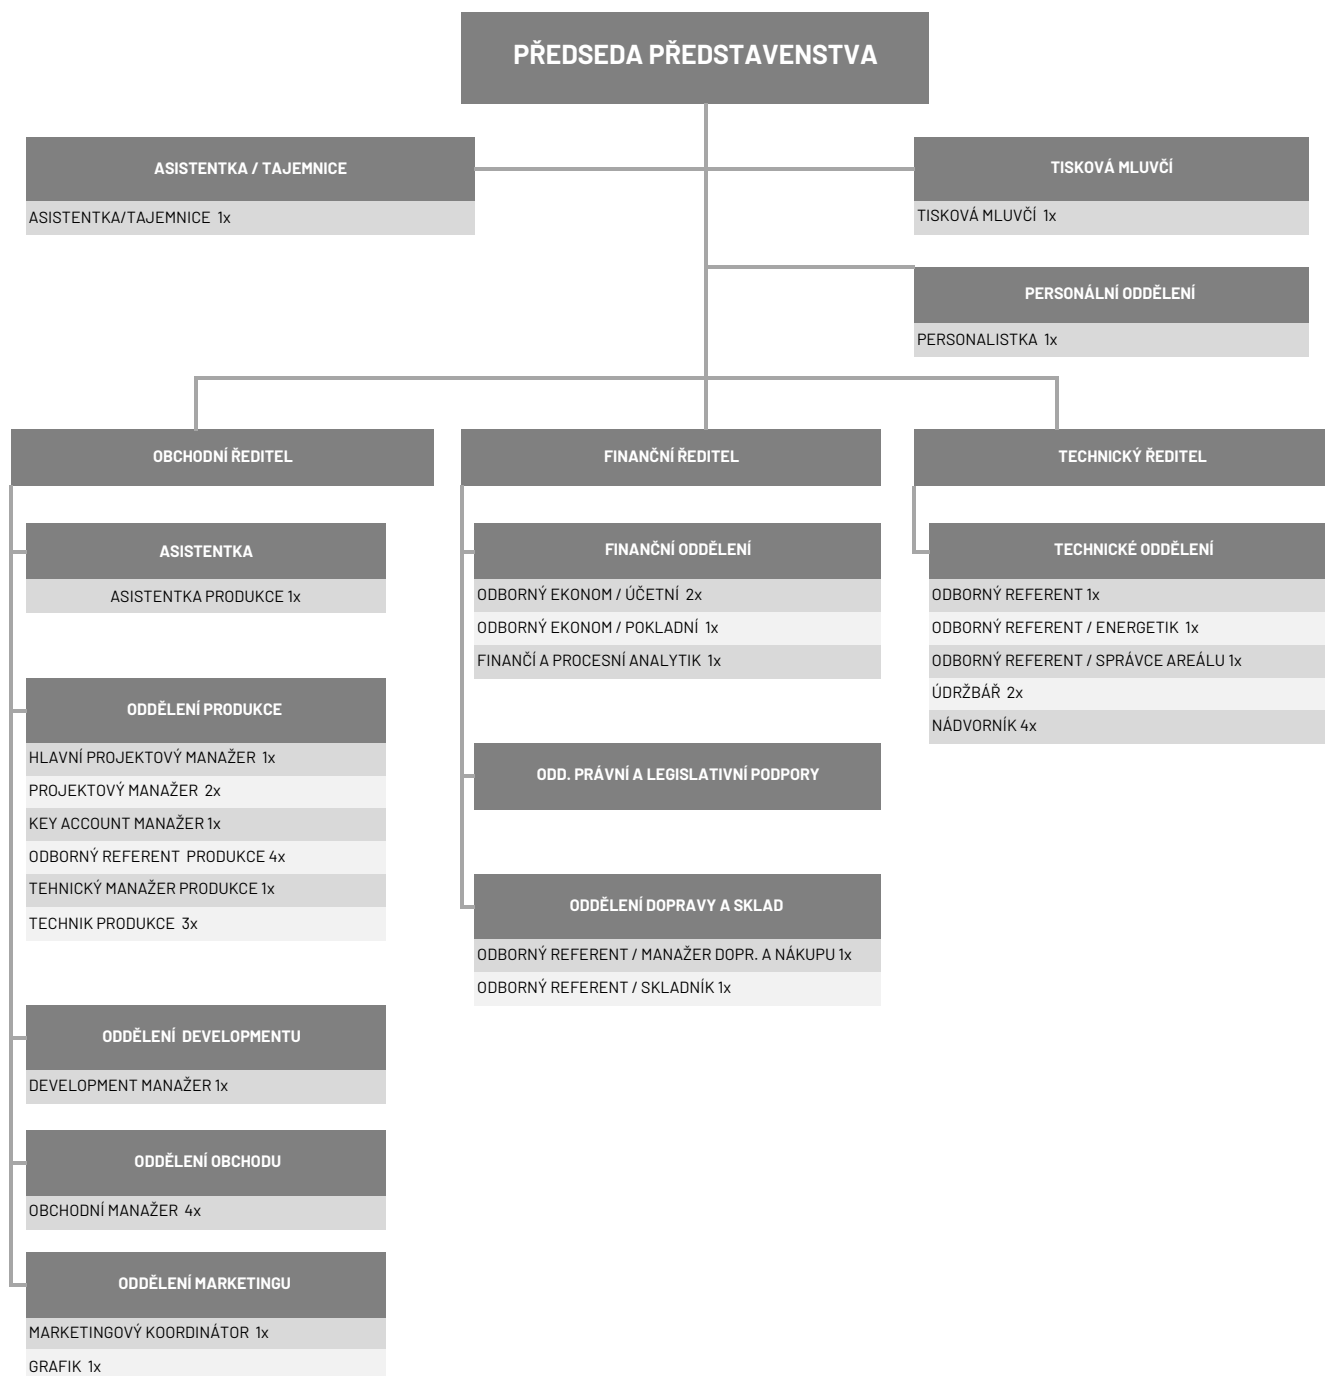 PŘEDSEDA PŘEDSTAVENSTVA
ASISTENTKA / TAJEMNICE
ASISTENTKA/TAJEMNICE 1x
TISKOVÁ MLUVČÍ
TISKOVÁ MLUVČÍ 1x
PERSONÁLNÍ ODDĚLENÍ
PERSONALISTKA 1x
OBCHODNÍ ŘEDITEL
ASISTENTKA
ASISTENTKA PRODUKCE 1x
ODDĚLENÍ PRODUKCE
HLAVNÍ PROJEKTOVÝ MANAŽER 1x
PROJEKTOVÝ MANAŽER 2x
KEY ACCOUNT MANAŽER 1x
ODBORNÝ REFERENT PRODUKCE 4x
TEHNICKÝ MANAŽER PRODUKCE 1x
TECHNIK PRODUKCE 3x
ODDĚLENÍ DEVELOPMENTU
DEVELOPMENT MANAŽER 1x
ODDĚLENÍ OBCHODU
OBCHODNÍ MANAŽER 4x
ODDĚLENÍ MARKETINGU
MARKETINGOVÝ KOORDINÁTOR 1x
GRAFIK 1x
FINANČNÍ ŘEDITEL
FINANČNÍ ODDĚLENÍ
ODBORNÝ EKONOM / ÚČETNÍ 2x
ODBORNÝ EKONOM / POKLADNÍ 1x
FINANČÍ A PROCESNÍ ANALYTIK 1x
ODD. PRÁVNÍ A LEGISLATIVNÍ PODPORY
ODDĚLENÍ DOPRAVY A SKLAD
ODBORNÝ REFERENT / MANAŽER DOPR. A NÁKUPU 1x
ODBORNÝ REFERENT / SKLADNÍK 1x
TECHNICKÝ ŘEDITEL
TECHNICKÉ ODDĚLENÍ
ODBORNÝ REFERENT 1x
ODBORNÝ REFERENT / ENERGETIK 1x
ODBORNÝ REFERENT / SPRÁVCE AREÁLU 1x
ÚDRŽBÁŘ 2x
NÁDVORNÍK 4x